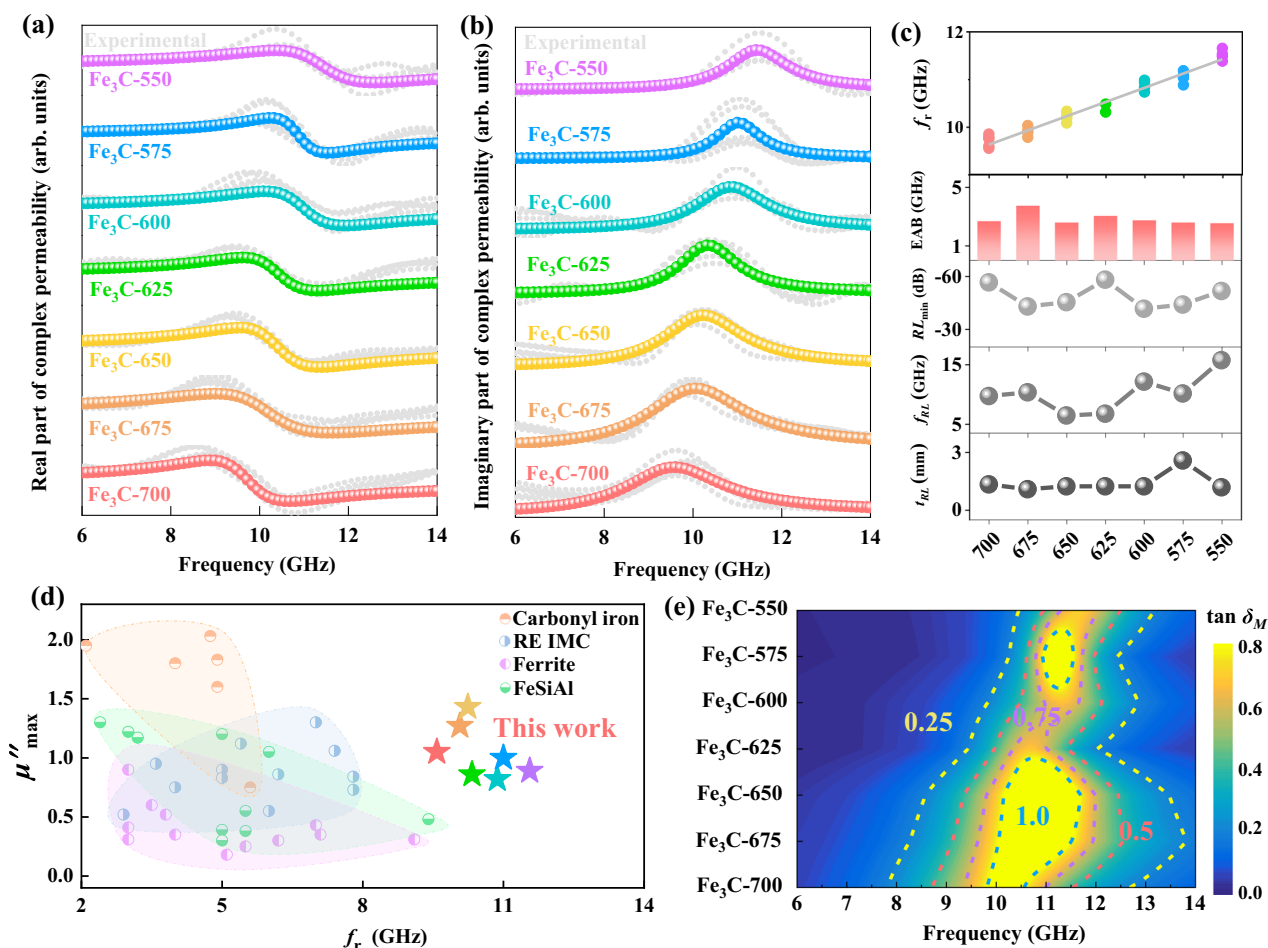 (a)
Real part of complex permeability (arb. units)
Experimental
Fe₃C-550
Fe₃C-575
Fe₃C-600
Fe₃C-625
Fe₃C-650
Fe₃C-675
Fe₃C-700
6 8 10 12 14
Frequency (GHz)
(b)
Imaginary part of complex permeability (arb. units)
Experimental
Fe₃C-550
Fe₃C-575
Fe₃C-600
Fe₃C-625
Fe₃C-650
Fe₃C-675
Fe₃C-700
6 8 10 12 14
Frequency (GHz)
(c)
12
10
fᵣ (GHz)
5
1
EAB (GHz)
-60
-30
RLmin (dB)
15
5
fRL (GHz)
3
0
tRL (mm)
700 675 650 625 600 575 550
(d)
μ″max
2.0
1.5
1.0
0.5
0.0
Carbonyl iron
RE IMC
Ferrite
FeSiAl
This work
2 4 6 8 10 12 14
fᵣ (GHz)
(e)
Fe₃C-550
Fe₃C-575
Fe₃C-600
Fe₃C-625
Fe₃C-650
Fe₃C-675
Fe₃C-700
0.25
0.75
1.0
0.5
6 7 8 9 10 11 12 13 14
Frequency (GHz)
tan δM
0.8
0.6
0.4
0.2
0.0